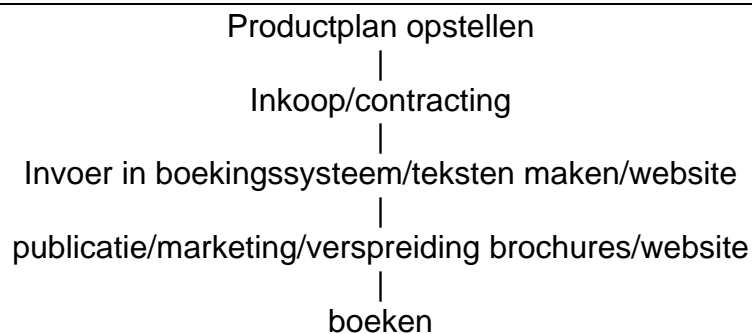 Productplan opstellen
|
Inkoop/contracting
|
Invoer in boekingssysteem/teksten maken/website
|
publicatie/marketing/verspreiding brochures/website
|
boeken